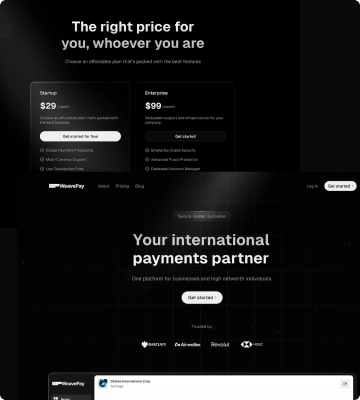 The right price for
you, whoever you are
Choose an affordable plan that's packed with the best features
Startup
$29 /month
Choose an affordable plan that's packed with
the best features
Get started for free
Global Payment Processing
Multi-Currency Support
Low Transaction Fees
Enterprise
$99 /month
Dedicated support and infrastructure for your
company.
Get started
Enterprise-Grade Security
Advanced Fraud Protection
Dedicated Account Manager
WeavePay
About
Pricing
Blog
Log in
Get started
Secure. Global. Exclusive.
Your international
payments partner
One platform for businesses and high networth individuals.
Get started
Trusted by:
BARCLAYS
Airwallex
Revolut
HSBC
WeavePay
Global International Corp.